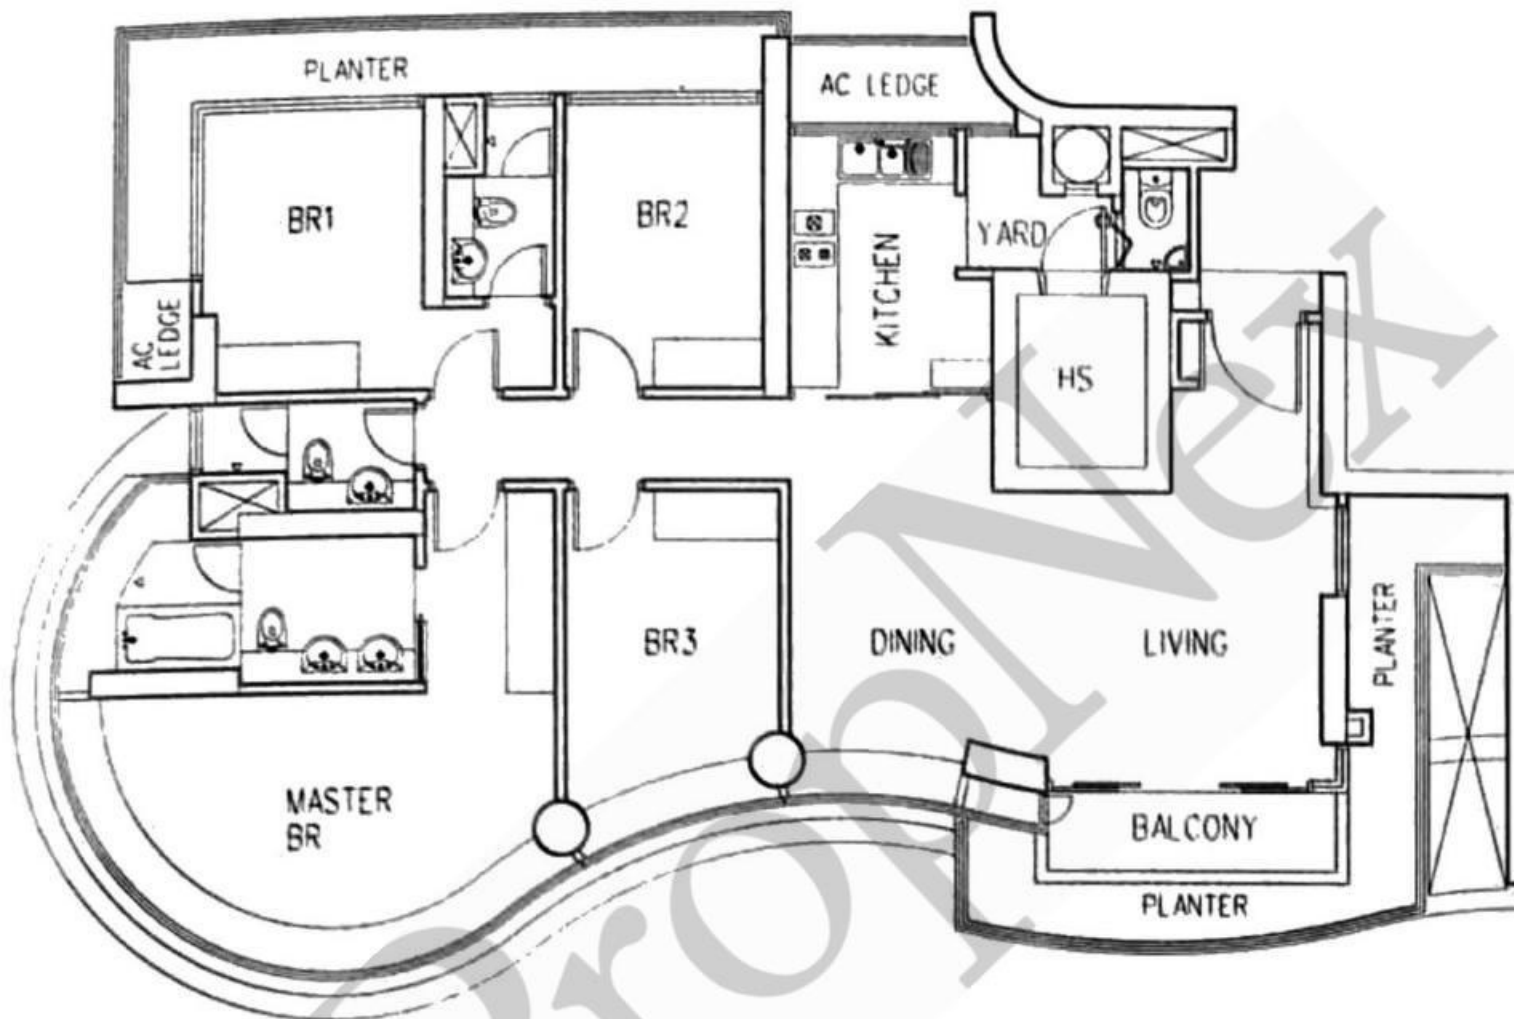 PLANTER
AC LEDGE
BR1
BR2
YARD
KITCHEN
AC
LEDGE
HS
BR3
DINING
LIVING
PLANTER
MASTER
BR
BALCONY
PLANTER
PropNex